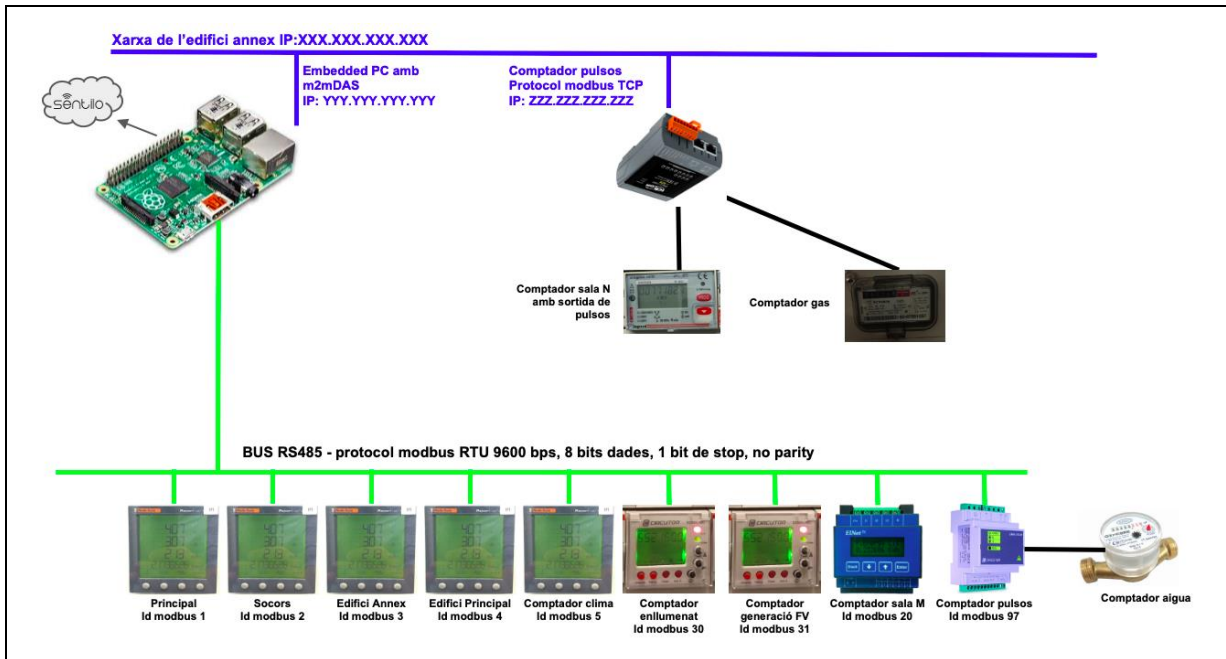 Xarxa de l'edifici annex IP:XXX.XXX.XXX.XXX
sentilo
Embedded PC amb
m2mDAS
IP: YYY.YYY.YYY.YYY
Comptador pulsos
Protocol modbus TCP
IP: ZZZ.ZZZ.ZZZ.ZZZ
Comptador sala N
amb sortida de
pulsos
Comptador gas
BUS RS485 - protocol modbus RTU 9600 bps, 8 bits dades, 1 bit de stop, no parity
CIRCUTOR
CIRCUTOR
Principal
Id modbus 1
Socors
Id modbus 2
Edifici Annex
Id modbus 3
Edifici Principal
Id modbus 4
Comptador clima
Id modbus 5
Comptador
enllumenat
Id modbus 30
Comptador
generació FV
Id modbus 31
Comptador sala M
Id modbus 20
Comptador pulsos
Id modbus 97
Comptador aigua